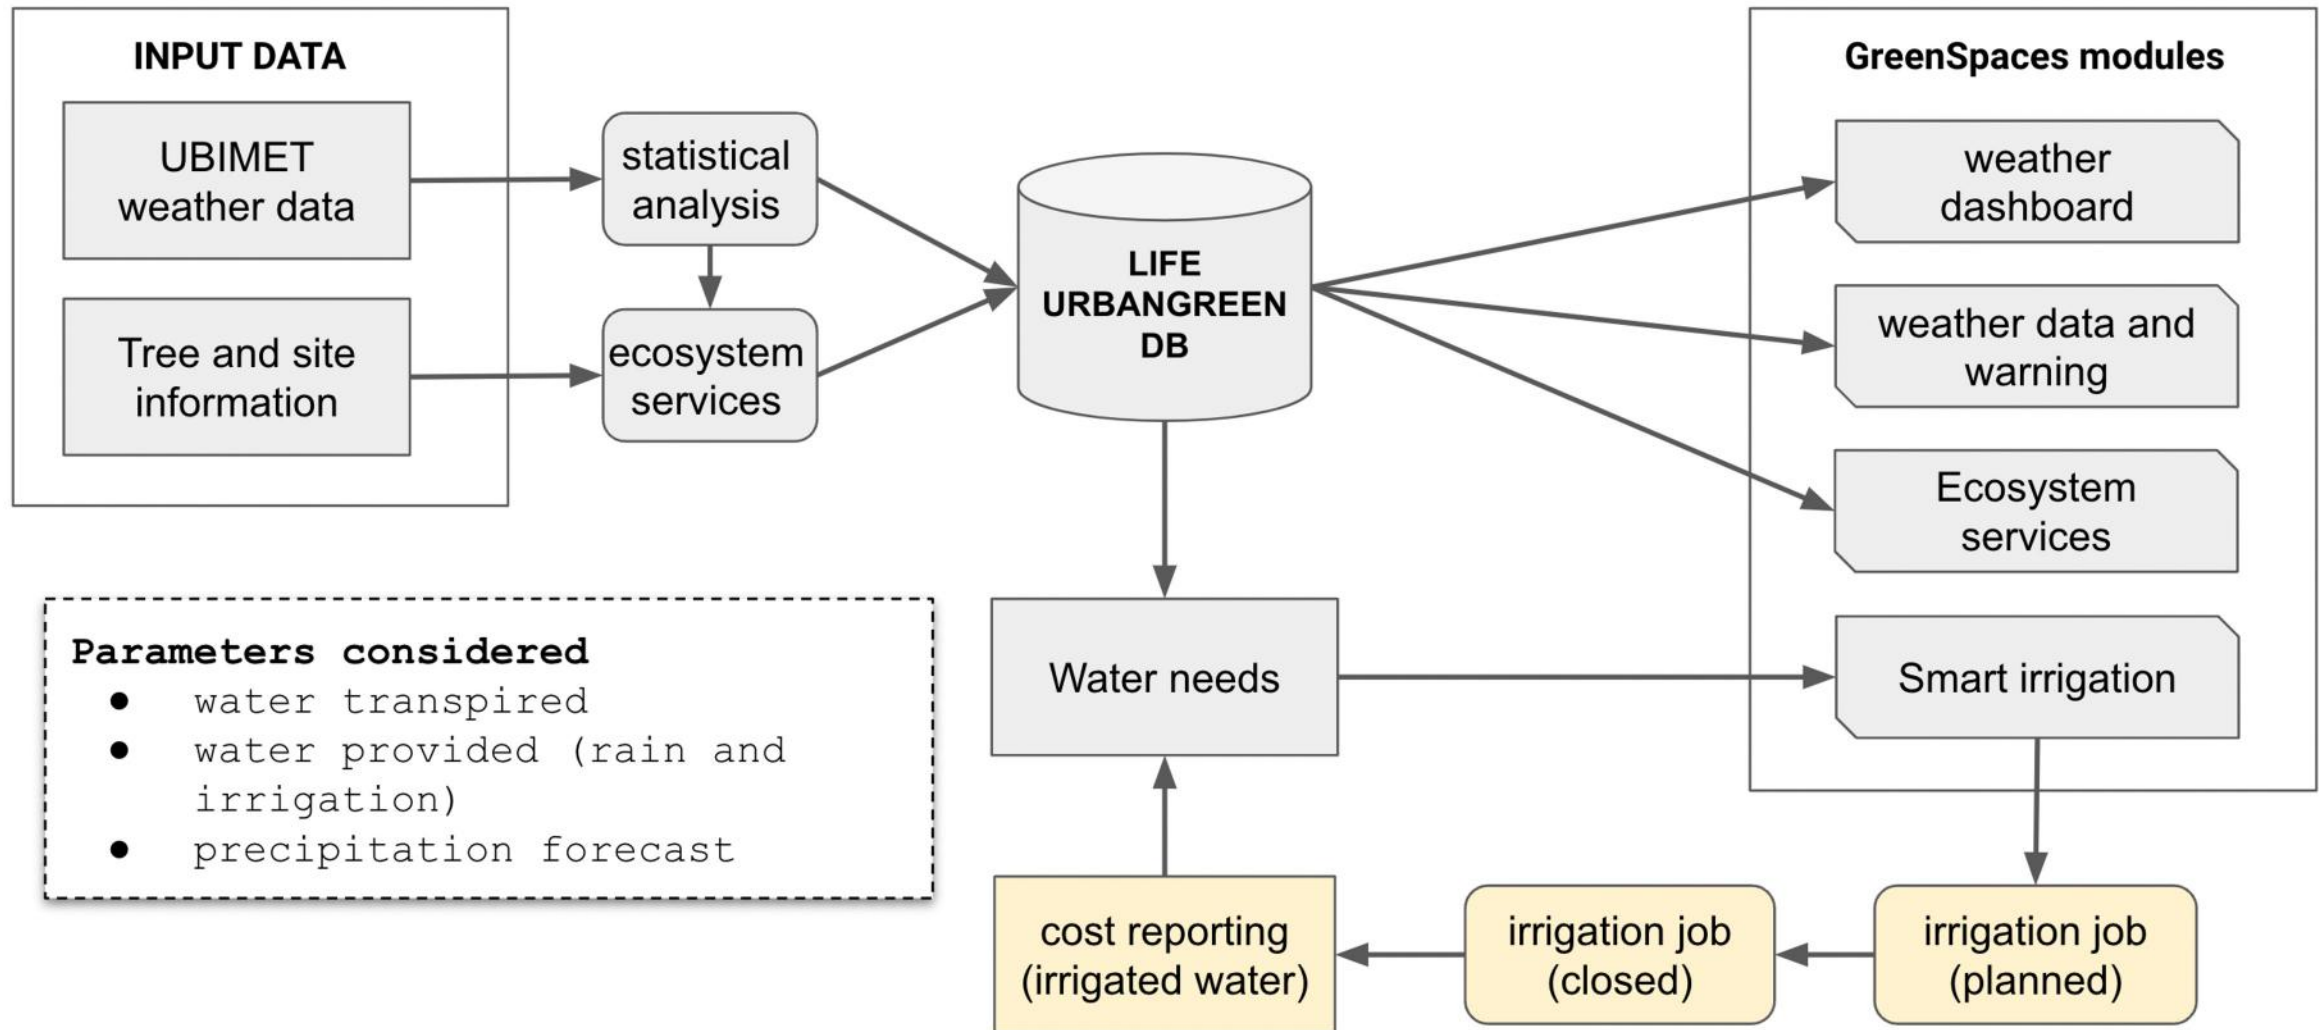 INPUT DATA
UBIMET
weather data
Tree and site
information
statistical
analysis
ecosystem
services
LIFE
URBANGREEN
DB
GreenSpaces modules
weather
dashboard
weather data and
warning
Ecosystem
services
Smart irrigation
Water needs
Parameters considered
● water transpired
● water provided (rain and
irrigation)
● precipitation forecast
cost reporting
(irrigated water)
irrigation job
(closed)
irrigation job
(planned)